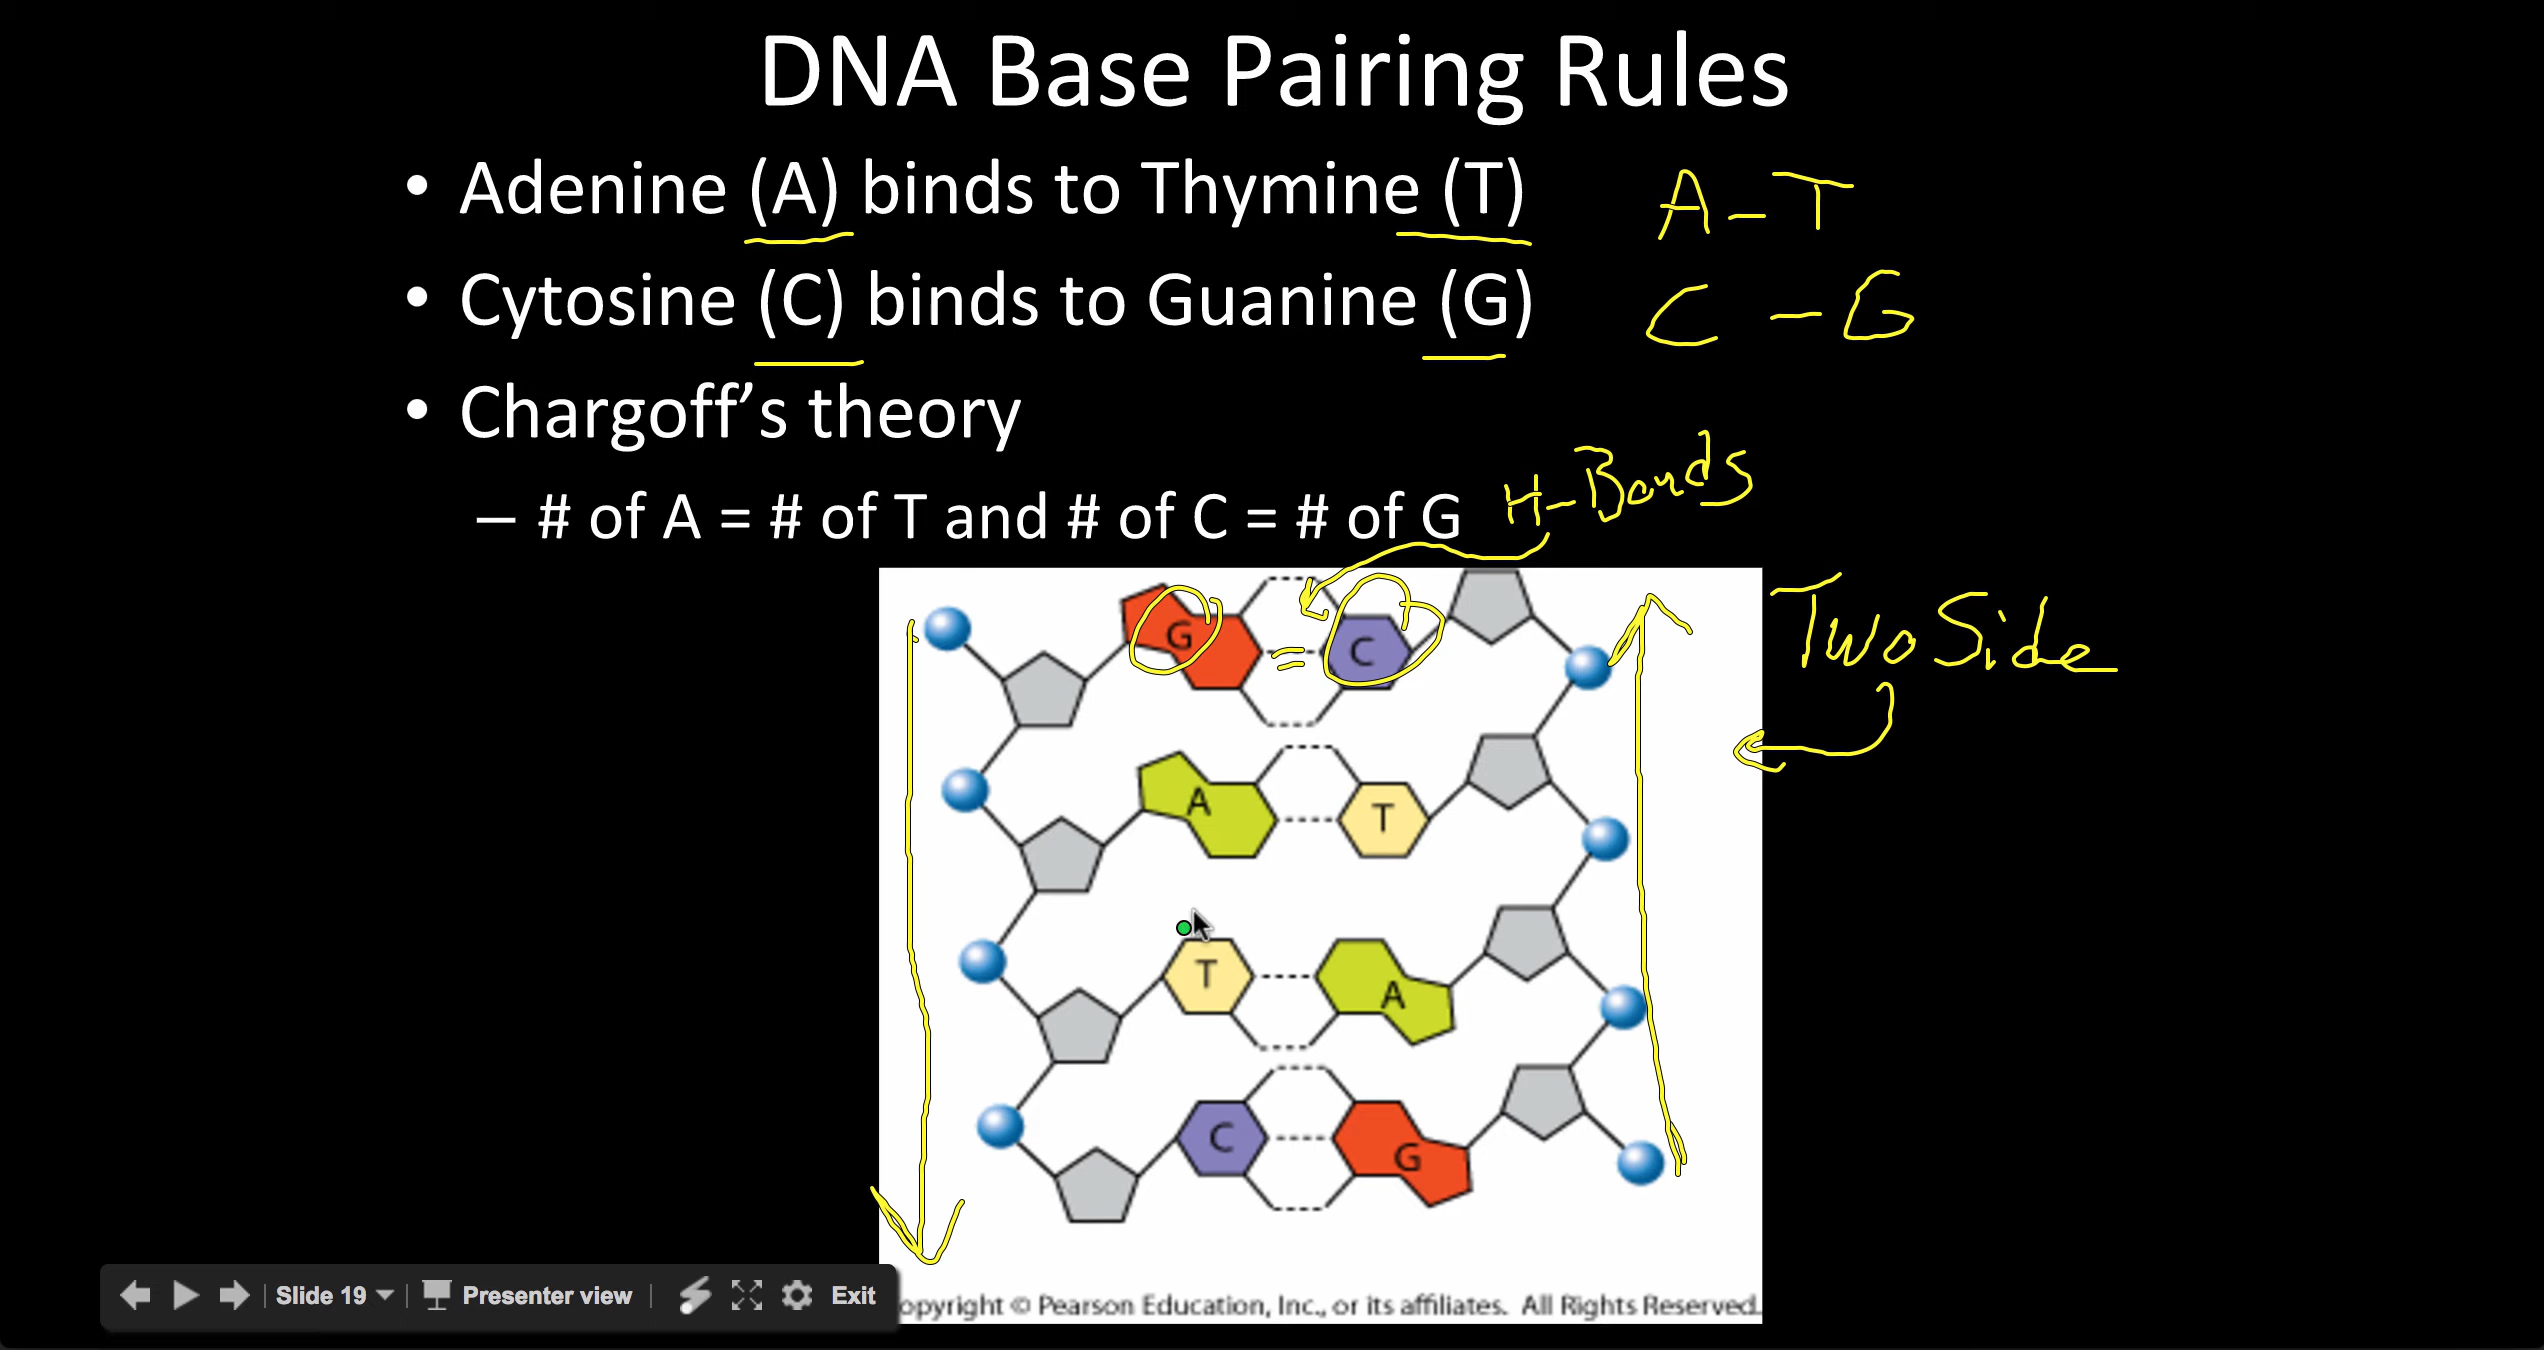 DNA Base Pairing Rules
• Adenine (A) binds to Thymine (T)
A – T
• Cytosine (C) binds to Guanine (G)
C – G
• Chargoff’s theory
– # of A = # of T and # of C = # of G
H-Bonds
Two Side
G = C
A T
T A
C G
Slide 19 Presenter view Exit
opyright © Pearson Education, Inc., or its affiliates. All Rights Reserved.